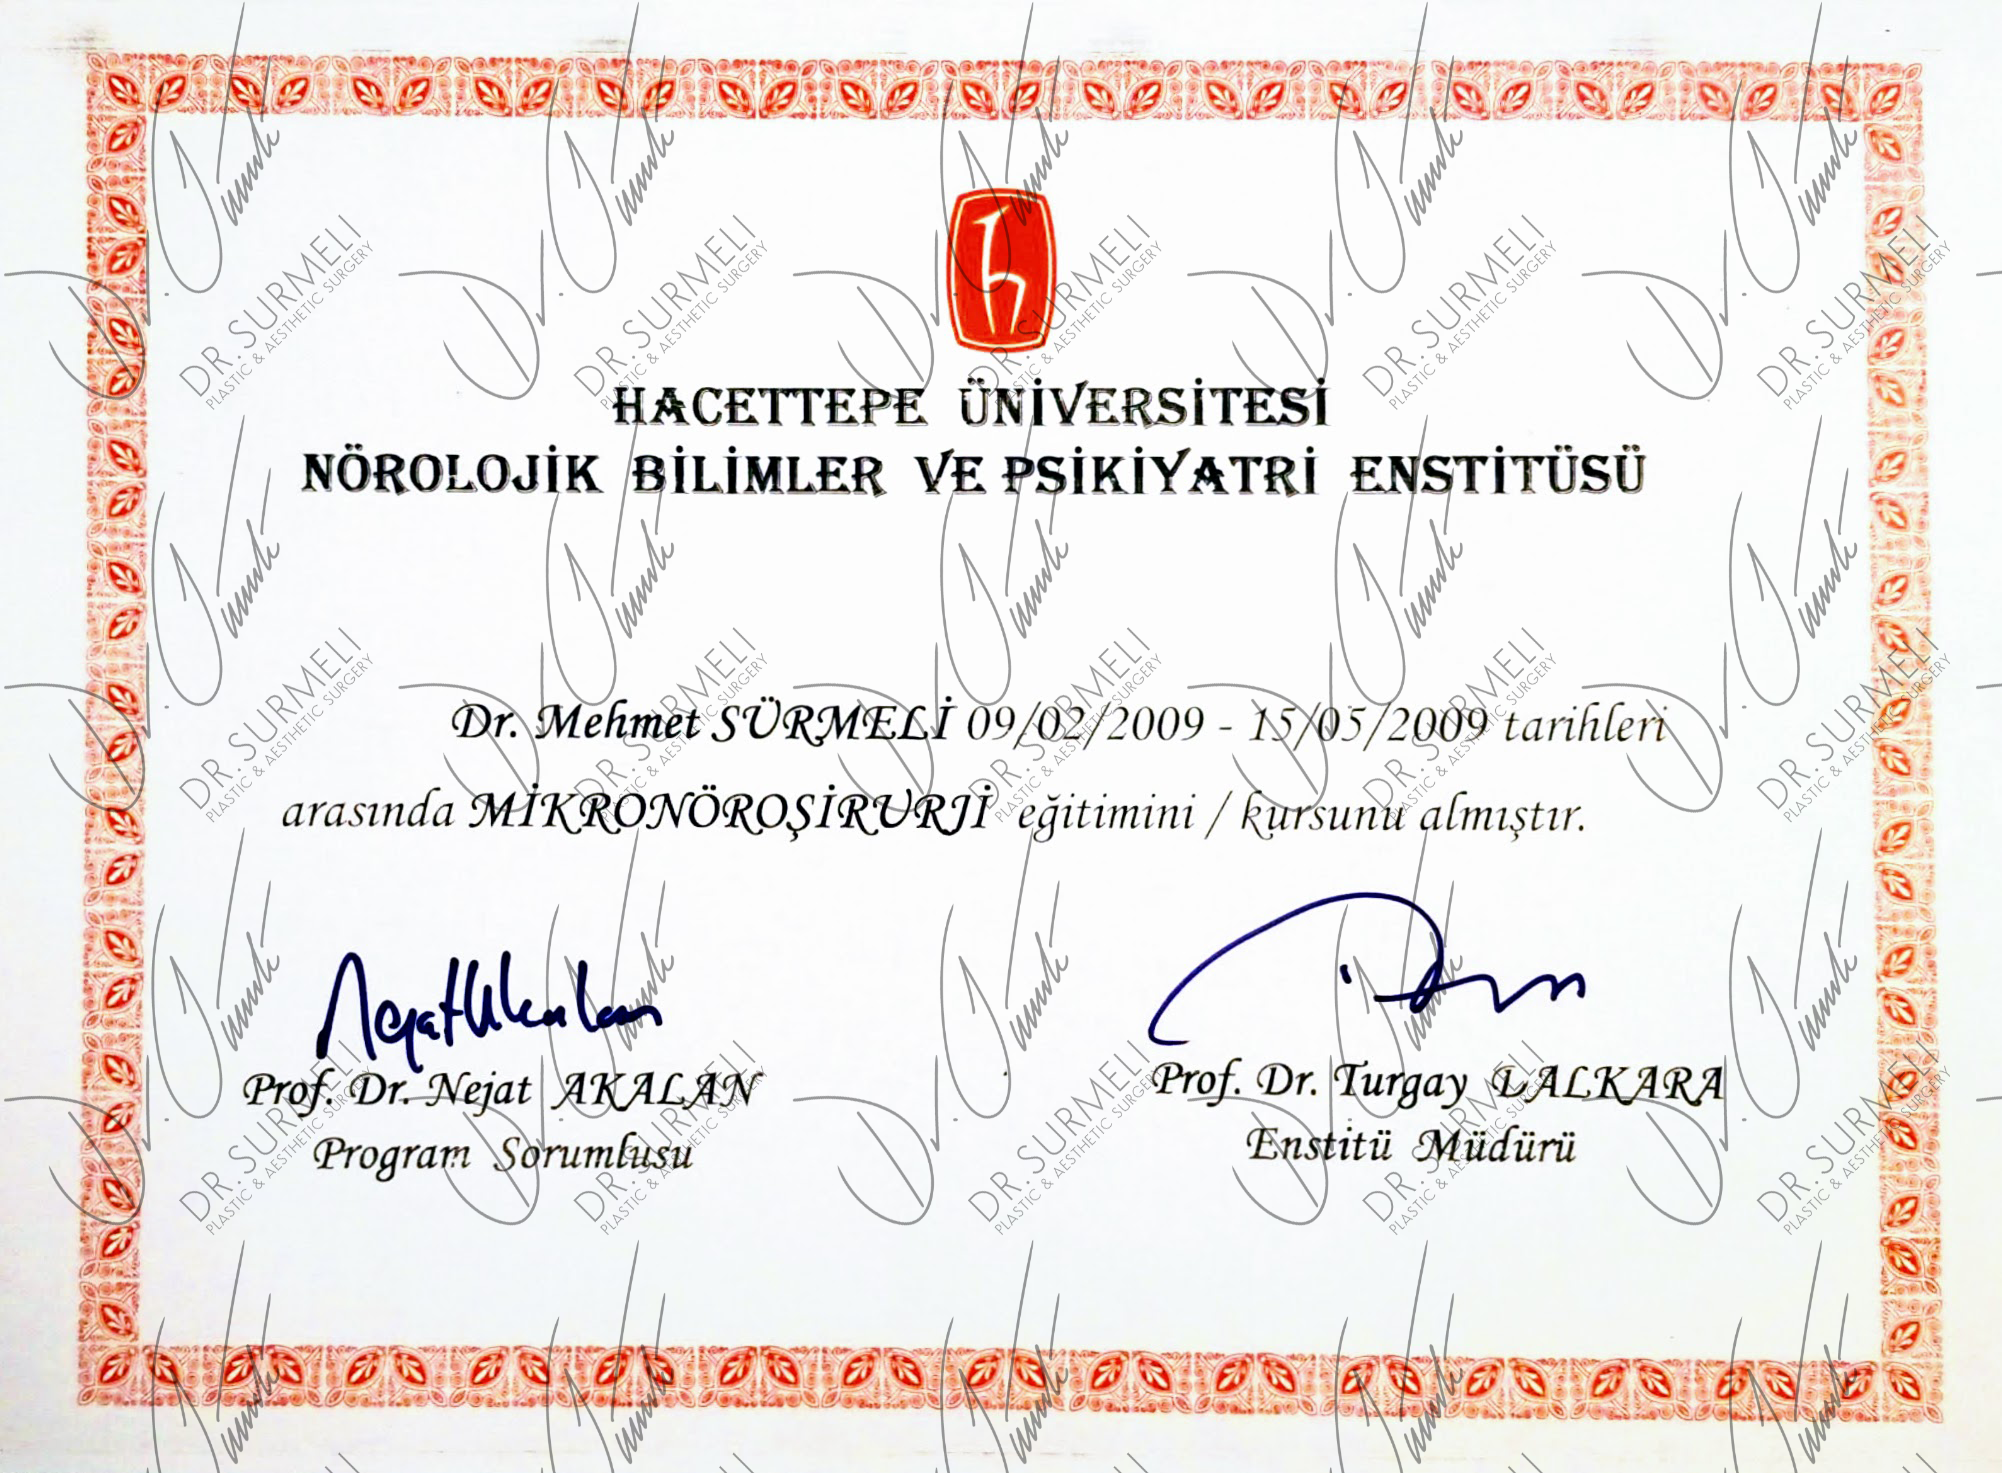 HACETTEPE ÜNİVERSİTESİ
NÖROLOJİK BİLİMLER VE PSİKİYATRİ ENSTİTÜSÜ
Dr. Mehmet SÜRMELİ 09/02/2009 - 15/05/2009 tarihleri
arasında MİKRONÖROŞİRURJİ eğitimini / kursunu almıştır.
Prof. Dr. Nejat AKALAN
Program Sorumlusu
Prof. Dr. Turgay DALKARA
Enstitü Müdürü
DR. SURMELI
PLASTIC & AESTHETIC SURGERY